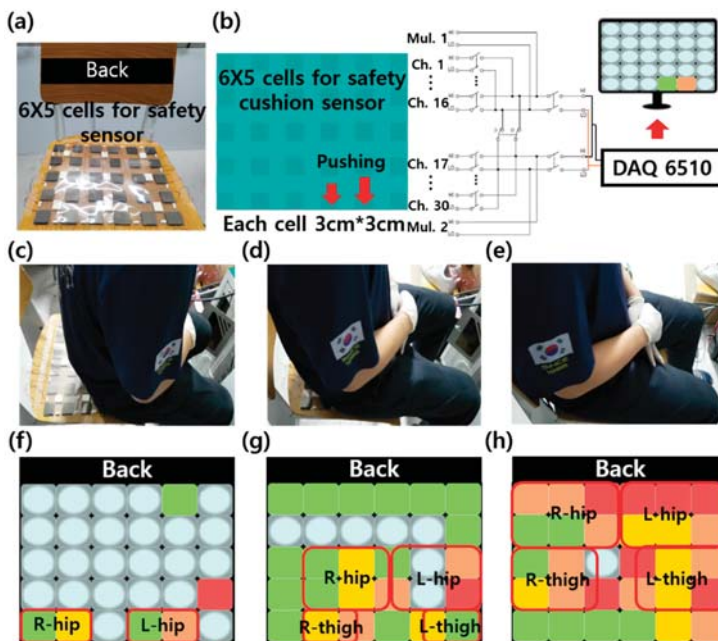 (a)
Back
6X5 cells for safety
sensor
(b)
6X5 cells for safety
cushion sensor
Pushing
Each cell 3cm*3cm
Mul. 1
Ch. 1
Ch. 16
Ch. 17
Ch. 30
Mul. 2
DAQ 6510
(c)
(d)
(e)
(f)
Back
R-hip
L-hip
(g)
Back
R-hip
L-hip
R-thigh
L-thigh
(h)
Back
R-hip
L-hip
R-thigh
L-thigh